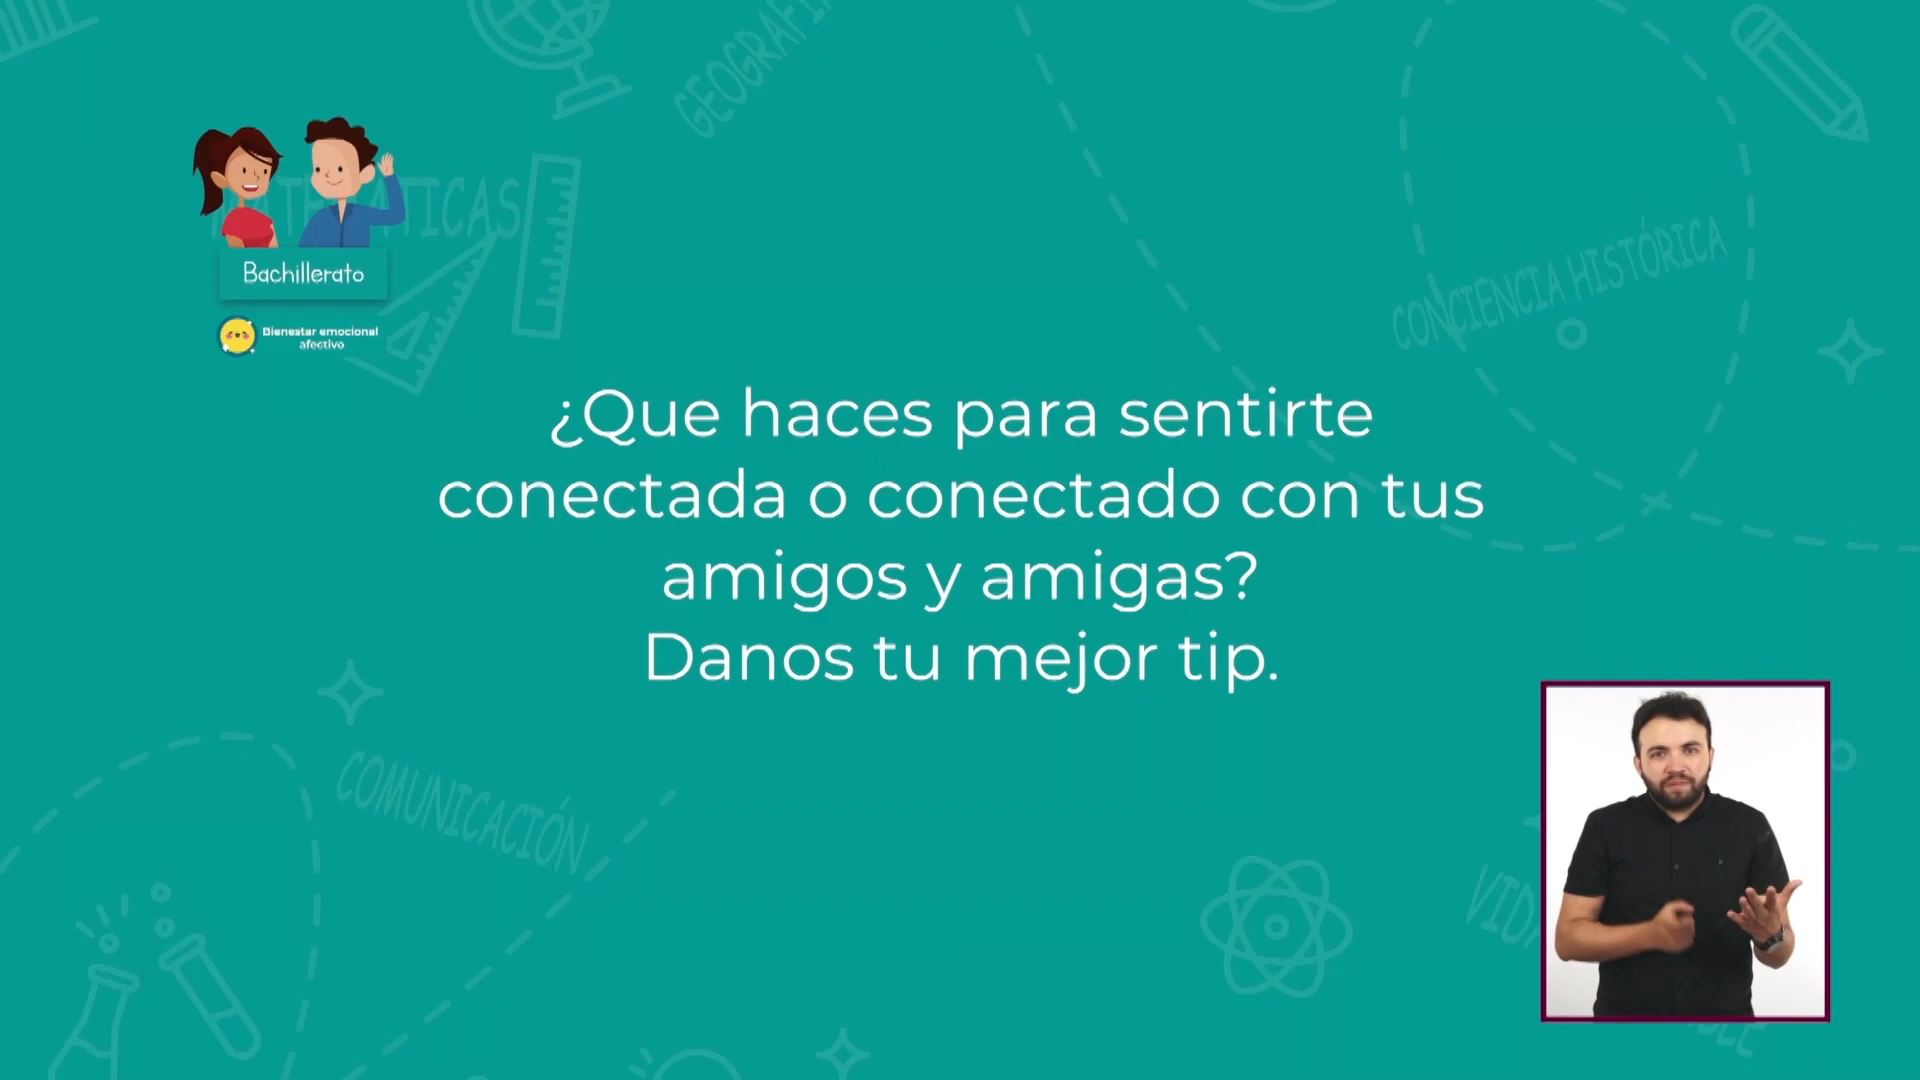 GEOGRAFÍA
MATEMÁTICAS
CONCIENCIA HISTÓRICA
Bachillerato
Bienestar emocional
afectivo
¿Que haces para sentirte
conectada o conectado con tus
amigos y amigas?
Danos tu mejor tip.
COMUNICACIÓN